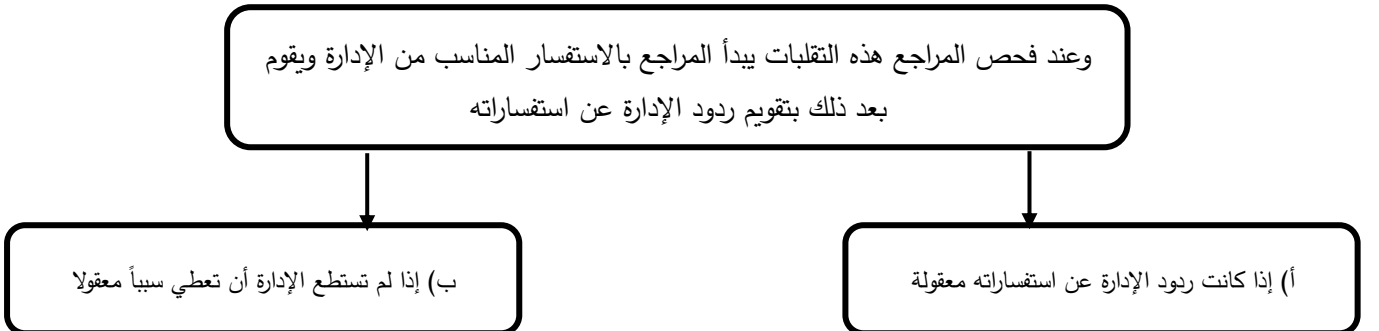 وعند فحص المراجع هذه التقلبات يبدأ المراجع بالاستفسار المناسب من الإدارة ويقوم
بعد ذلك بتقويم ردود الإدارة عن استفساراته
أ) إذا كانت ردود الإدارة عن استفساراته معقولة
ب) إذا لم تستطع الإدارة أن تعطي سبباً معقولا